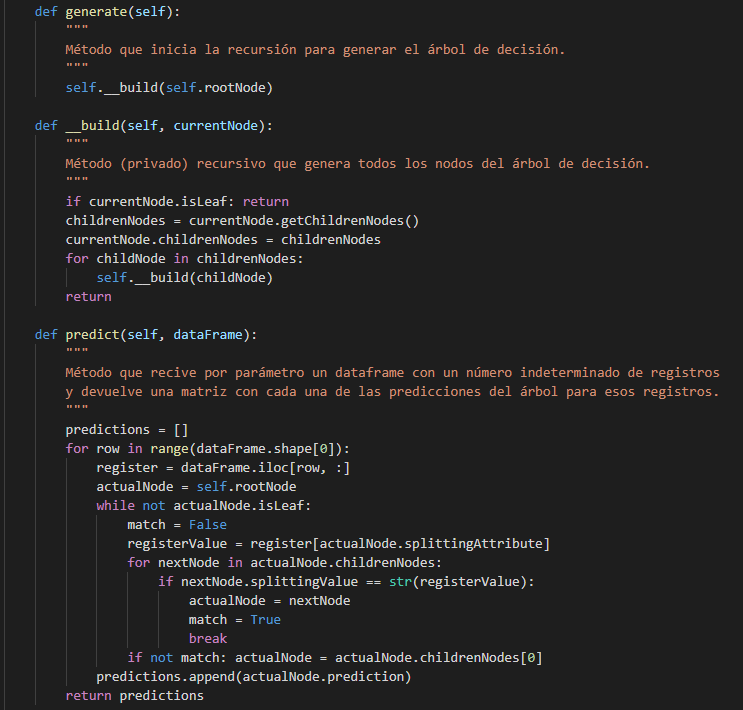 def generate(self):
"""
Método que inicia la recursión para generar el árbol de decisión.
"""
self.__build(self.rootNode)
def __build(self, currentNode):
"""
Método (privado) recursivo que genera todos los nodos del árbol de decisión.
"""
if currentNode.isLeaf: return
childrenNodes = currentNode.getChildrenNodes()
currentNode.childrenNodes = childrenNodes
for childNode in childrenNodes:
self.__build(childNode)
return
def predict(self, dataFrame):
"""
Método que recive por parámetro un dataframe con un número indeterminado de registros
y devuelve una matriz con cada una de las predicciones del árbol para esos registros.
"""
predictions = []
for row in range(dataFrame.shape[0]):
register = dataFrame.iloc[row, :]
actualNode = self.rootNode
while not actualNode.isLeaf:
match = False
registerValue = register[actualNode.splittingAttribute]
for nextNode in actualNode.childrenNodes:
if nextNode.splittingValue == str(registerValue):
actualNode = nextNode
match = True
break
if not match: actualNode = actualNode.childrenNodes[0]
predictions.append(actualNode.prediction)
return predictions